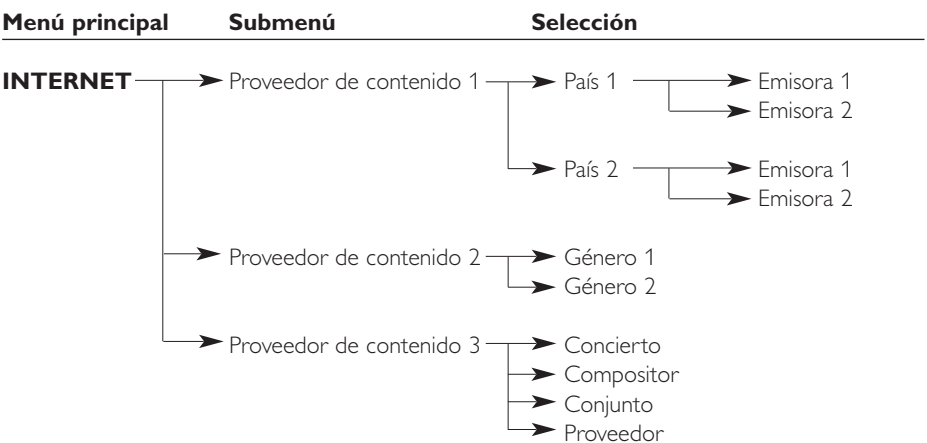 Menú principal Submenú Selección
INTERNET Proveedor de contenido 1 País 1 Emisora 1
Emisora 2
País 2 Emisora 1
Emisora 2
Proveedor de contenido 2 Género 1
Género 2
Proveedor de contenido 3 Concierto
Compositor
Conjunto
Proveedor